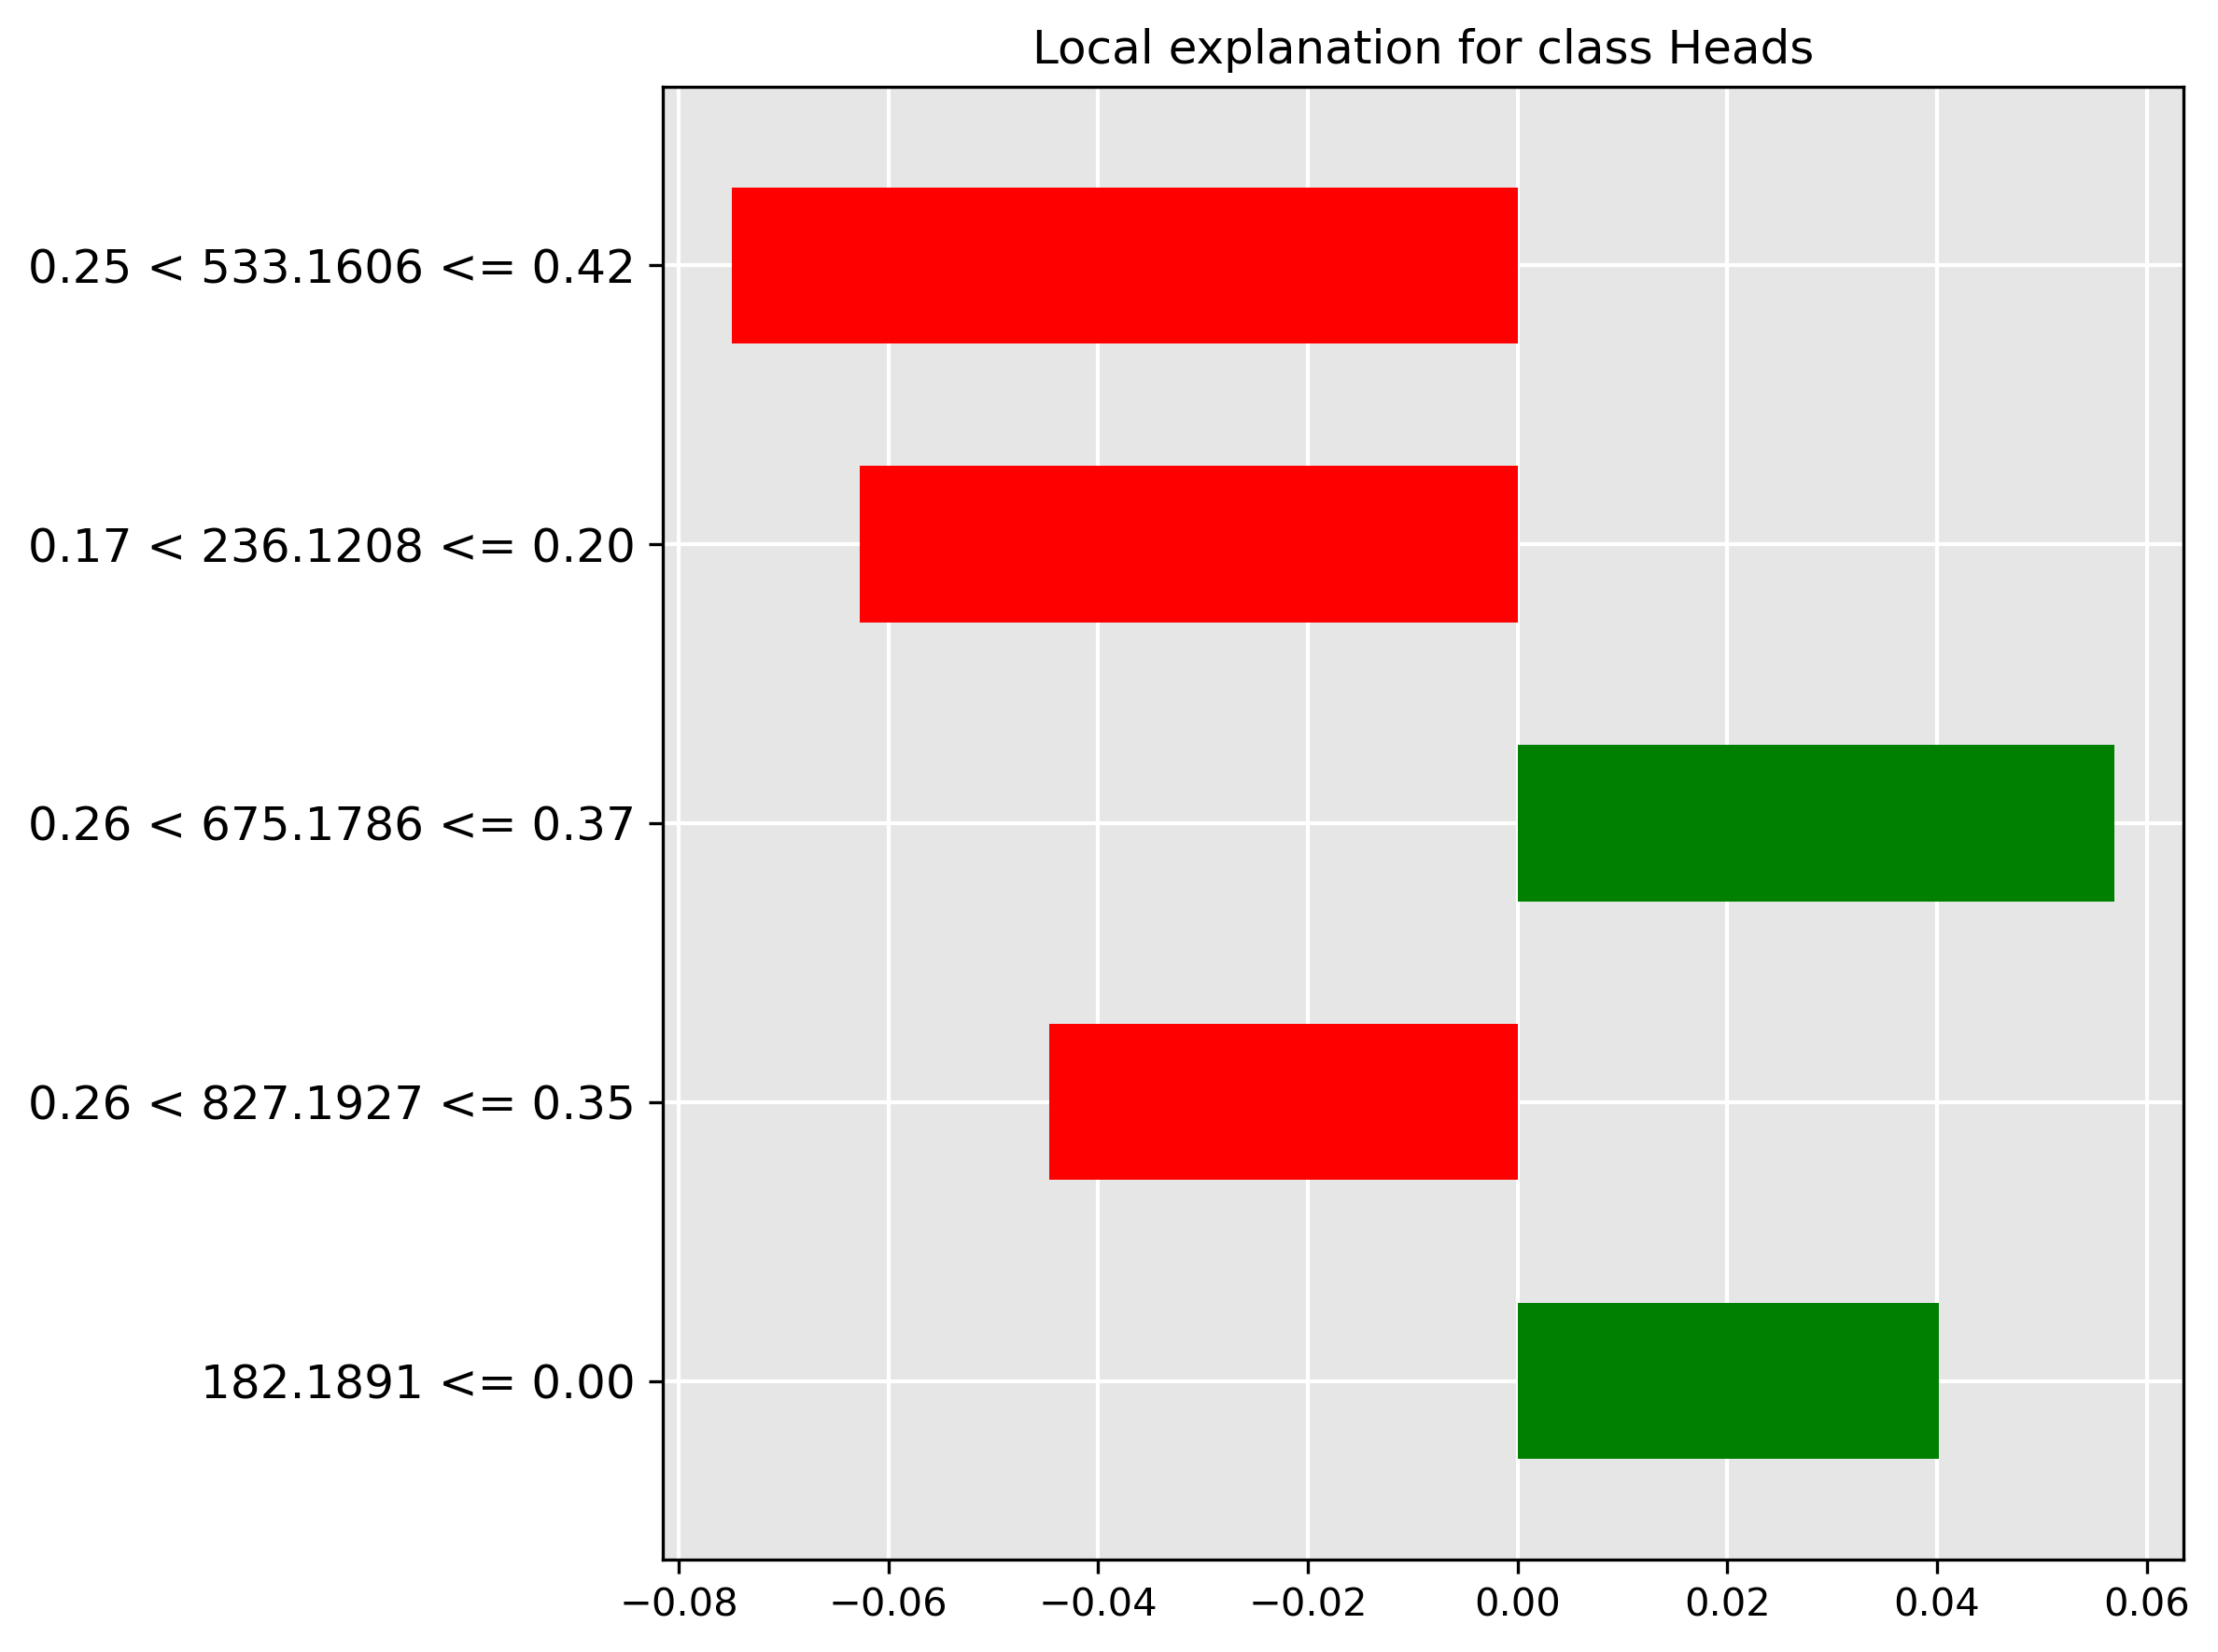 Local explanation for class Heads
0.25 < 533.1606 <= 0.42
0.17 < 236.1208 <= 0.20
0.26 < 675.1786 <= 0.37
0.26 < 827.1927 <= 0.35
182.1891 <= 0.00
−0.08 −0.06 −0.04 −0.02 0.00 0.02 0.04 0.06